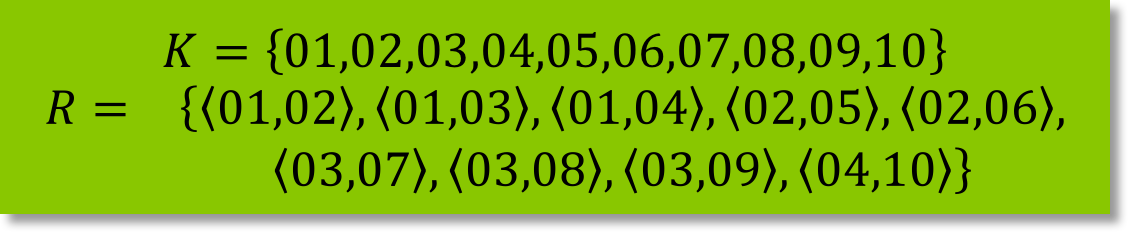 K = {01,02,03,04,05,06,07,08,09,10}
R = {⟨01,02⟩,⟨01,03⟩,⟨01,04⟩,⟨02,05⟩,⟨02,06⟩,
⟨03,07⟩,⟨03,08⟩,⟨03,09⟩,⟨04,10⟩}